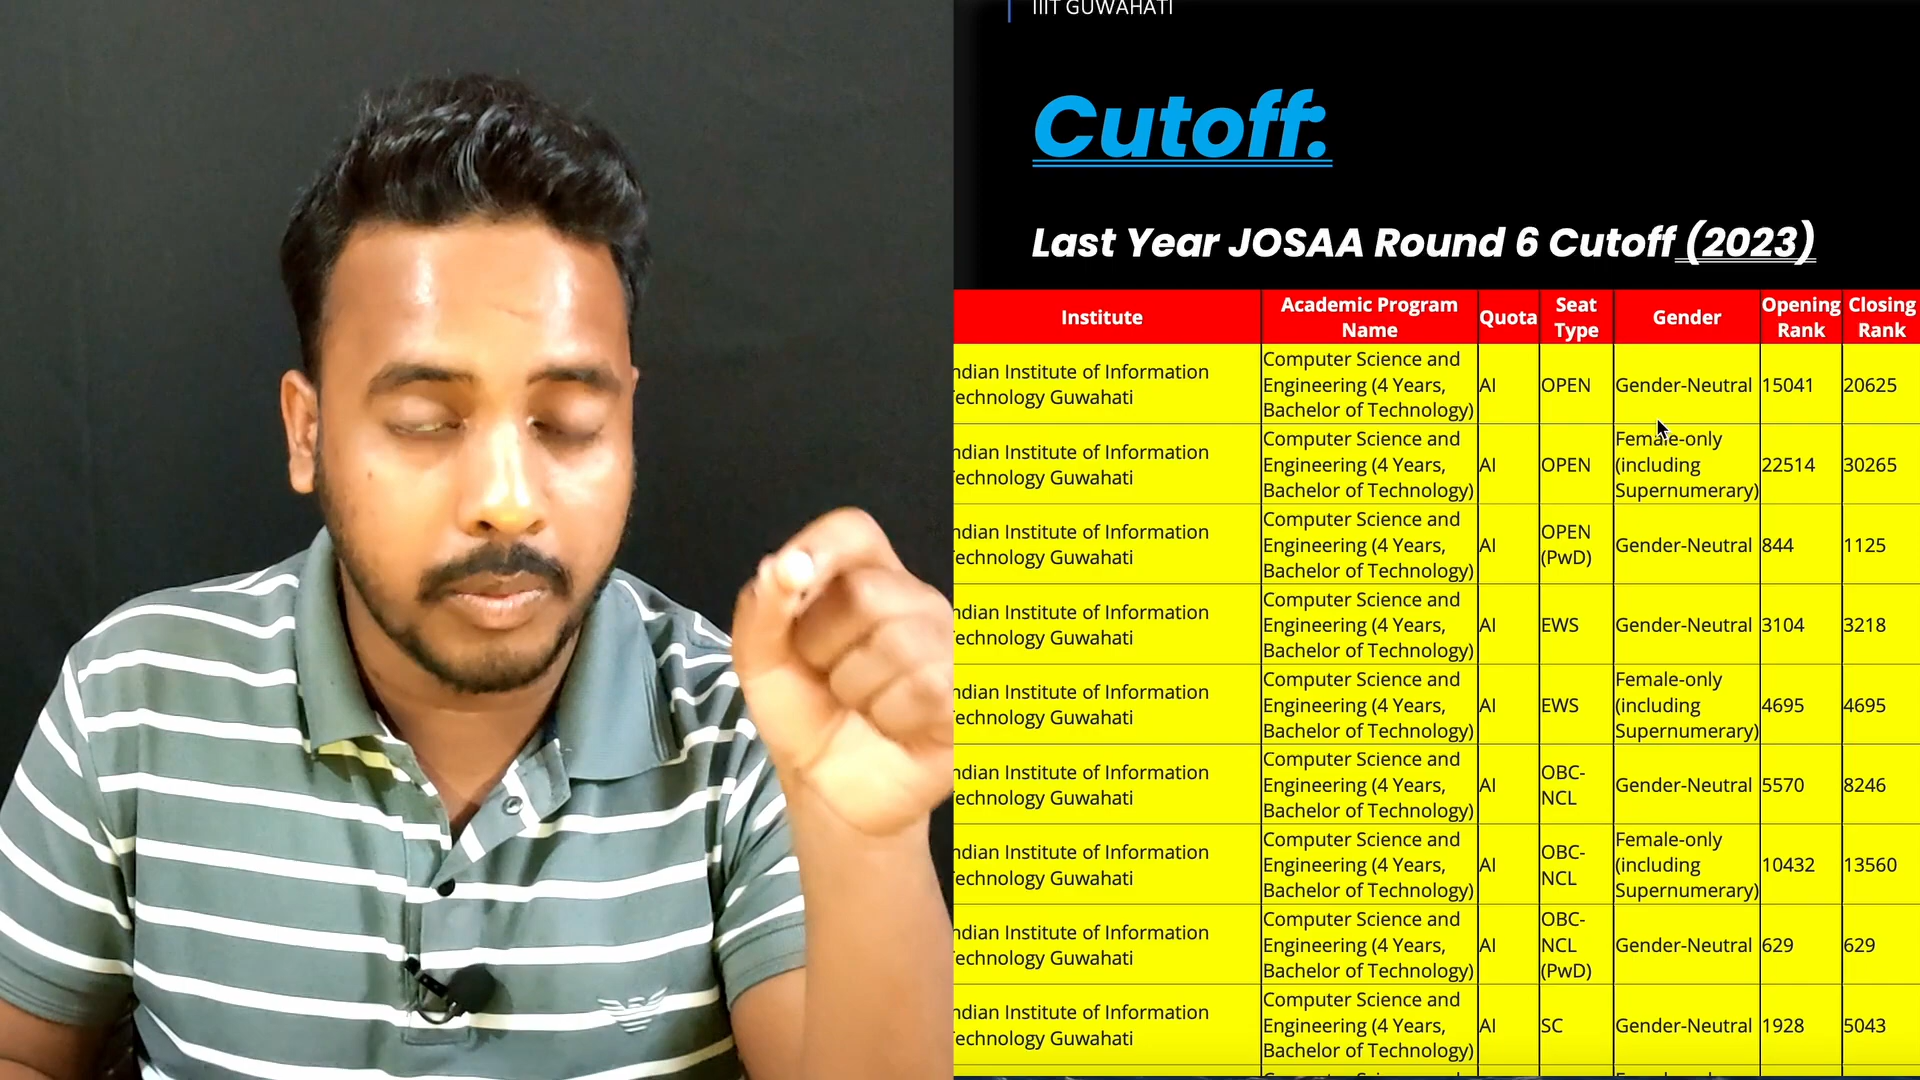 IIIT GUWAHATI
Cutoff:
Last Year JOSAA Round 6 Cutoff (2023)
Institute
Academic Program
Name
Quota
Seat
Type
Gender
Opening
Rank
Closing
Rank
ndian Institute of Information
echnology Guwahati
Computer Science and
Engineering (4 Years,
Bachelor of Technology)
AI
OPEN
Gender-Neutral
15041
20625
ndian Institute of Information
echnology Guwahati
Computer Science and
Engineering (4 Years,
Bachelor of Technology)
AI
OPEN
Female-only
(including
Supernumerary)
22514
30265
ndian Institute of Information
echnology Guwahati
Computer Science and
Engineering (4 Years,
Bachelor of Technology)
AI
OPEN
(PwD)
Gender-Neutral
844
1125
ndian Institute of Information
echnology Guwahati
Computer Science and
Engineering (4 Years,
Bachelor of Technology)
AI
EWS
Gender-Neutral
3104
3218
ndian Institute of Information
echnology Guwahati
Computer Science and
Engineering (4 Years,
Bachelor of Technology)
AI
EWS
Female-only
(including
Supernumerary)
4695
4695
ndian Institute of Information
echnology Guwahati
Computer Science and
Engineering (4 Years,
Bachelor of Technology)
AI
OBC-
NCL
Gender-Neutral
5570
8246
ndian Institute of Information
echnology Guwahati
Computer Science and
Engineering (4 Years,
Bachelor of Technology)
AI
OBC-
NCL
Female-only
(including
Supernumerary)
10432
13560
ndian Institute of Information
echnology Guwahati
Computer Science and
Engineering (4 Years,
Bachelor of Technology)
AI
OBC-
NCL
(PwD)
Gender-Neutral
629
629
ndian Institute of Information
echnology Guwahati
Computer Science and
Engineering (4 Years,
Bachelor of Technology)
AI
SC
Gender-Neutral
1928
5043